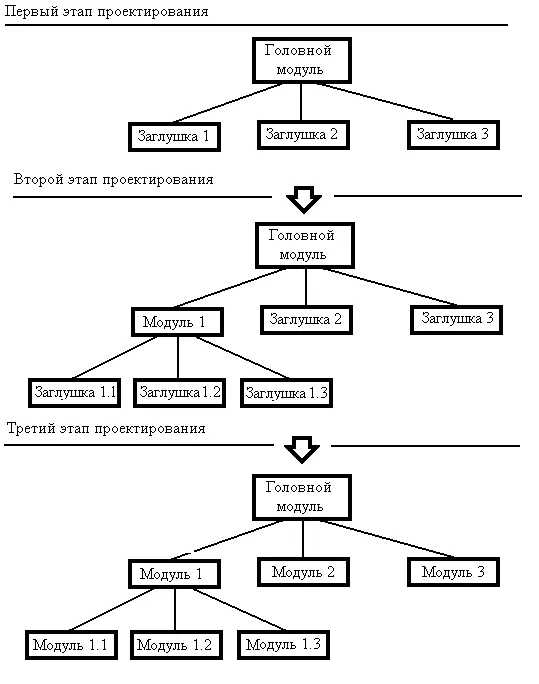 Первый этап проектирования
Головной
модуль
Заглушка 1
Заглушка 2
Заглушка 3
Второй этап проектирования
Головной
модуль
Модуль 1
Заглушка 2
Заглушка 3
Заглушка 1.1
Заглушка 1.2
Заглушка 1.3
Третий этап проектирования
Головной
модуль
Модуль 1
Модуль 2
Модуль 3
Модуль 1.1
Модуль 1.2
Модуль 1.3